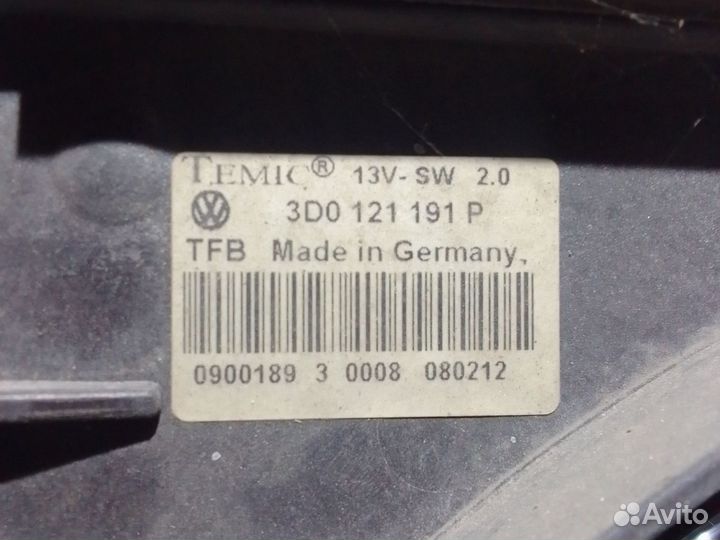 TEMIC® 13V-SW 2.0
3D0 121 191 P
TFB Made in Germany,
0900189 3 0008 080212
Avito